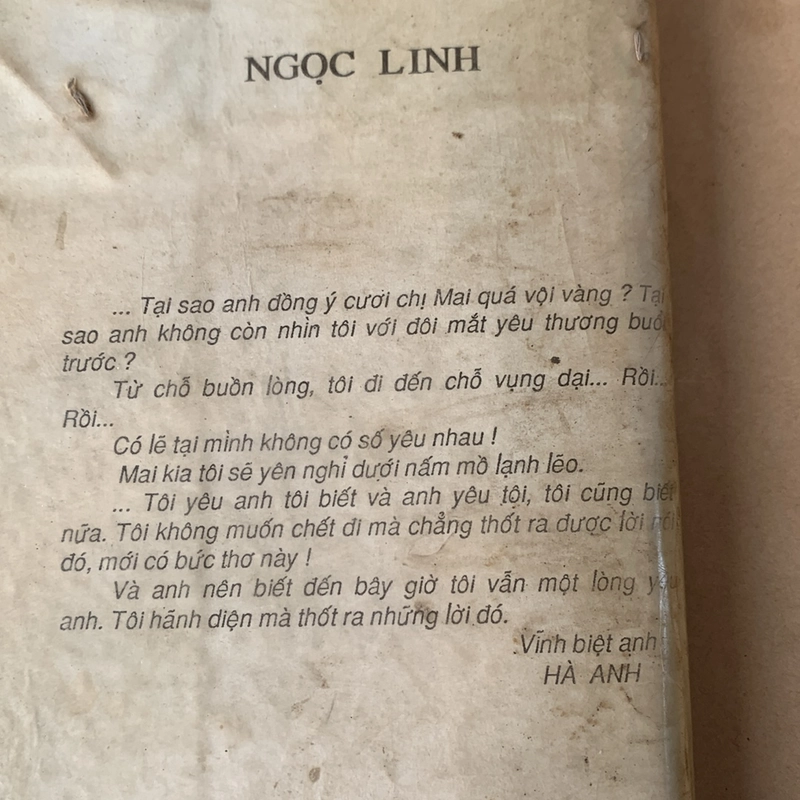 NGỌC LINH
... Tại sao anh đồng ý cưới chị Mai quá vội vàng ? Tại
sao anh không còn nhìn tôi với đôi mắt yêu thương buổi
trước ?
Từ chỗ buồn lòng, tôi đi đến chỗ vụng dại... Rồi...
Rồi...
Có lẽ tại mình không có số yêu nhau !
Mai kia tôi sẽ yên nghỉ dưới nấm mồ lạnh lẽo.
... Tôi yêu anh tôi biết và anh yêu tôi, tôi cũng biết
nữa. Tôi không muốn chết đi mà chẳng thốt ra được lời nói
đó, mới có bức thơ này !
Và anh nên biết đến bây giờ tôi vẫn một lòng yêu
anh. Tôi hãnh diện mà thốt ra những lời đó.
Vĩnh biệt anh
HÀ ANH